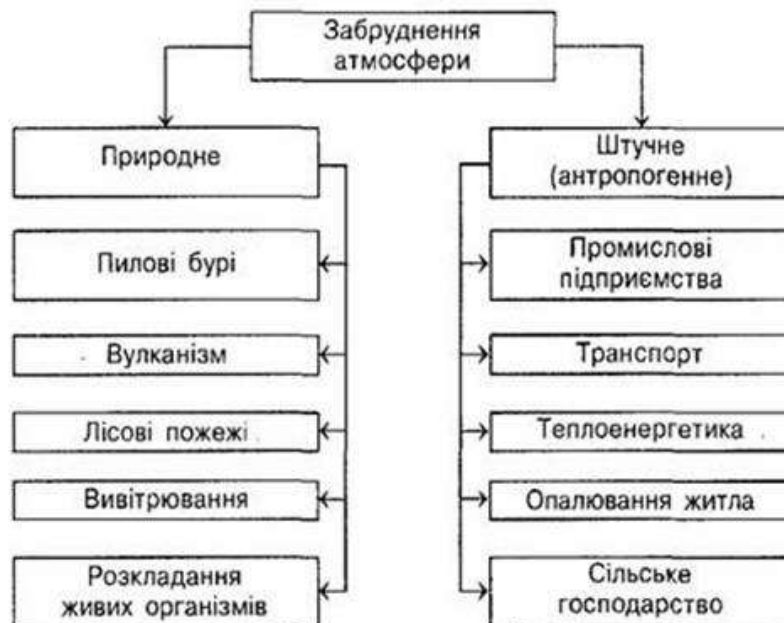 Забруднення
атмосфери
Природне
Штучне
(антропогенне)
Пилові бурі
Промислові
підприємства
Вулканізм
Транспорт
Лісові пожежі
Теплоенергетика
Вивітрювання
Опалювання житла
Розкладання
живих організмів
Сільське
господарство